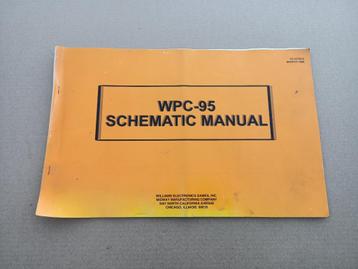 WPC-95
SCHEMATIC MANUAL
WILLIAMS ELECTRONICS GAMES, INC.
MIDWAY MANUFACTURING COMPANY
3401 NORTH CALIFORNIA AVENUE
CHICAGO, ILLINOIS 60618